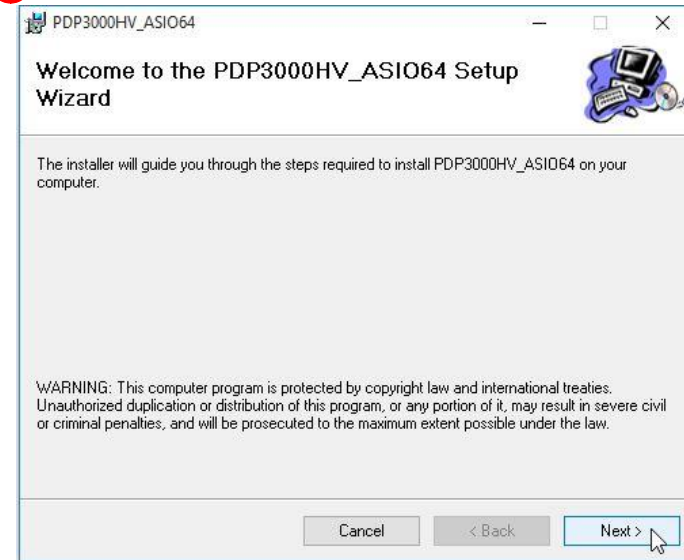 PDP3000HV_ASIO64
Welcome to the PDP3000HV_ASIO64 Setup
Wizard
The installer will guide you through the steps required to install PDP3000HV_ASIO64 on your
computer.
WARNING: This computer program is protected by copyright law and international treaties.
Unauthorized duplication or distribution of this program, or any portion of it, may result in severe civil
or criminal penalties, and will be prosecuted to the maximum extent possible under the law.
Cancel
< Back
Next >